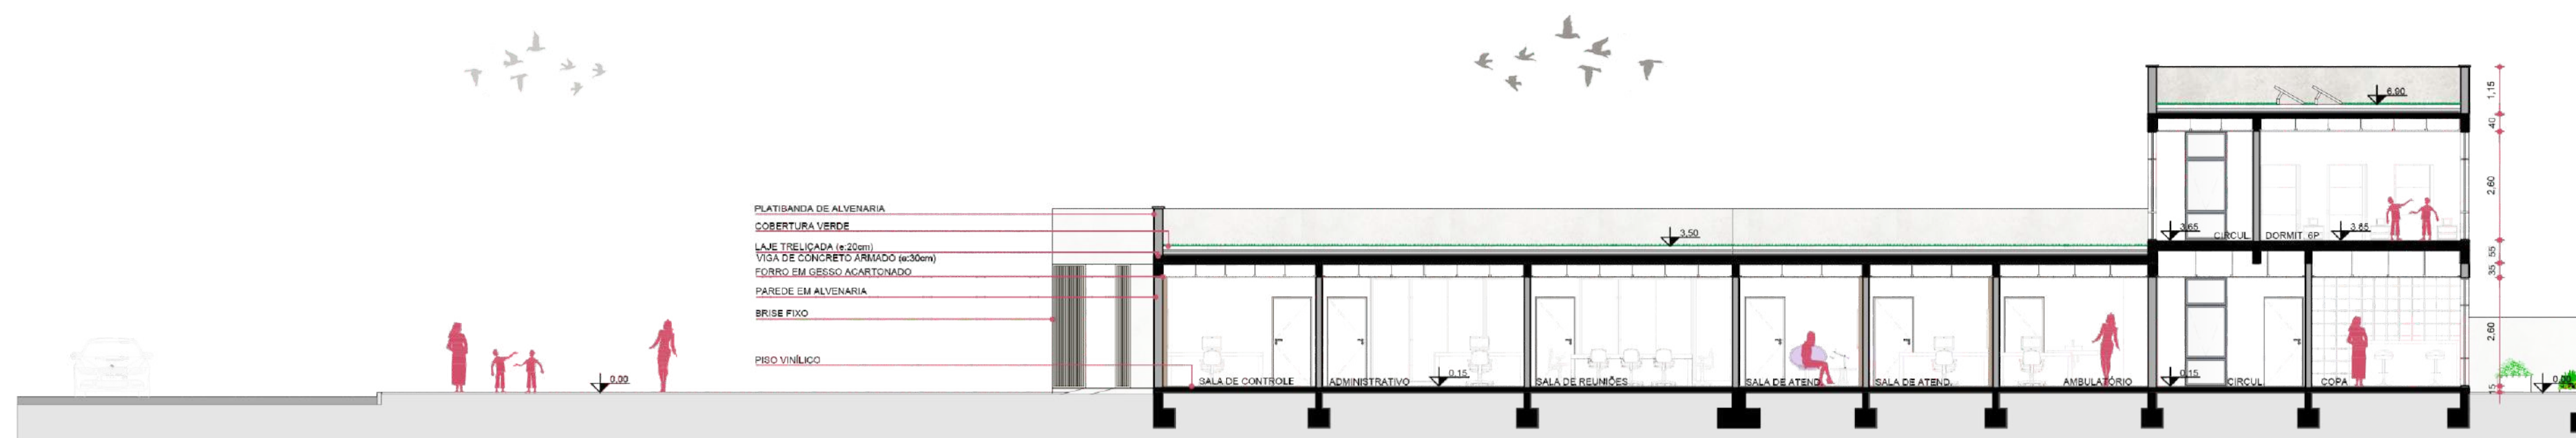 PLATIBANDA DE ALVENARIA
COBERTURA VERDE
LAJE TRELIÇADA (e:20cm)
VIGA DE CONCRETO ARMADO (e:30cm)
FORRO EM GESSO ACARTONADO
PAREDE EM ALVENARIA
BRISE FIXO
PISO VINÍLICO
0.00
3.50
6.90
3.65
CIRCUL.
DORMIT. 6P
3.65
SALA DE CONTROLE
ADMINISTRATIVO
0.15
SALA DE REUNIÕES
SALA DE ATEND.
SALA DE ATEND.
AMBULATÓRIO
0.15
CIRCUL.
COPA
1,15
40
2.60
55
35
2.60
15